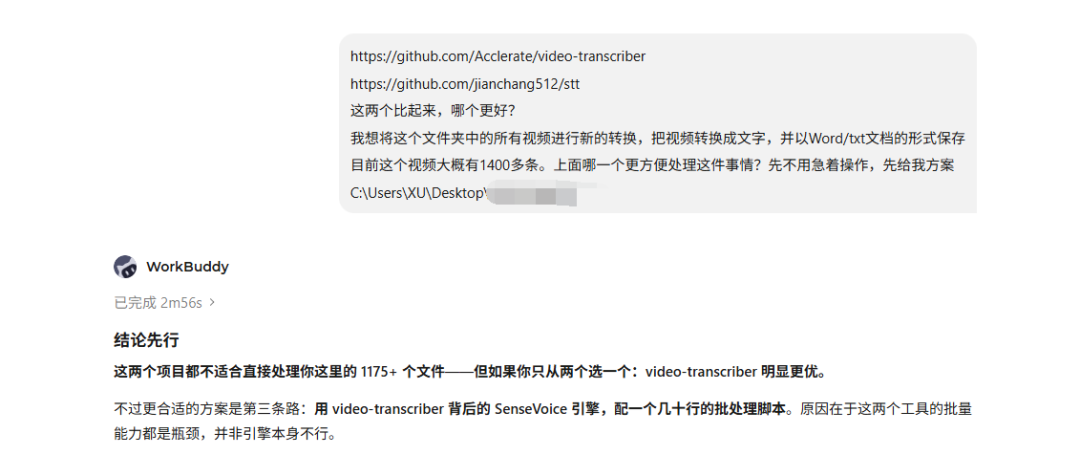 https://github.com/Acclerate/video-transcriber
https://github.com/jianchang512/stt
这两个比起来，哪个更好？
我想将这个文件夹中的所有视频进行新的转换，把视频转换成文字，并以Word/txt文档的形式保存
目前这个视频大概有1400多条。上面哪一个更方便处理这件事情？先不用急着操作，先给我方案
C:\Users\XU\Desktop\
WorkBuddy
已完成 2m56s >
结论先行
这两个项目都不适合直接处理你这里的 1175+ 个文件——但如果你只从两个选一个：video-transcriber 明显更优。
不过更合适的方案是第三条路：用 video-transcriber 背后的 SenseVoice 引擎，配一个几十行的批处理脚本。原因在于这两个工具的批量
能力都是瓶颈，并非引擎本身不行。